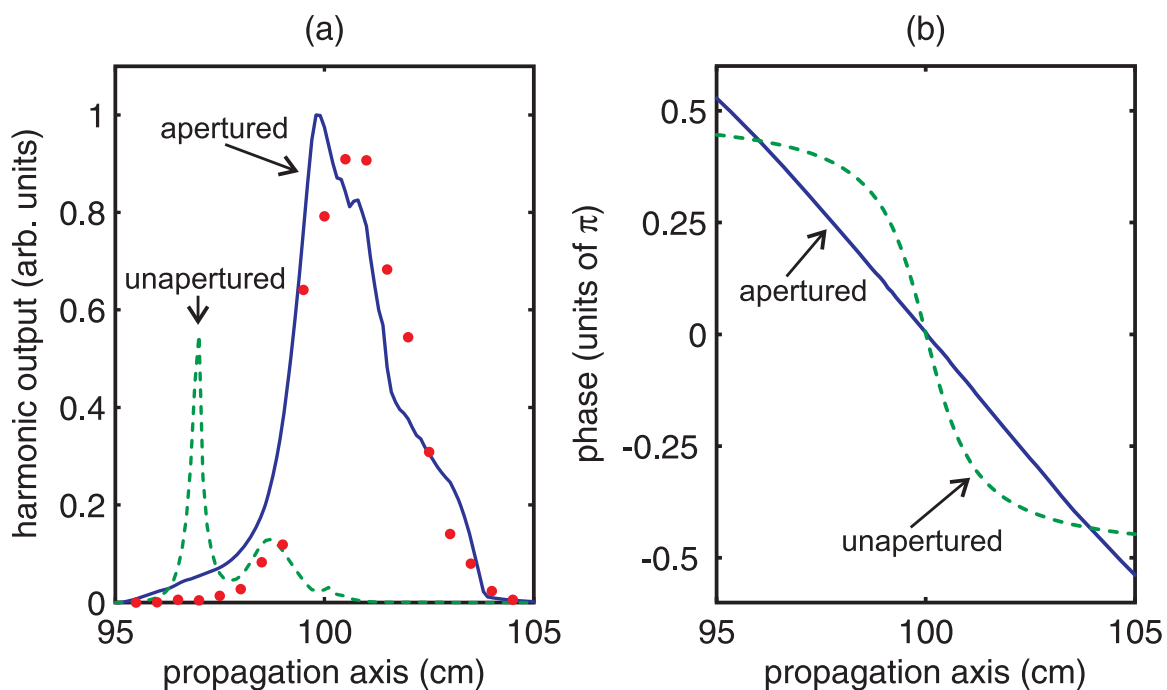 (a)
harmonic output (arb. units)
1
0.8
0.6
0.4
0.2
0
apertured
unapertured
95
100
105
propagation axis (cm)
(b)
phase (units of π)
0.5
0.25
0
-0.25
-0.5
apertured
unapertured
95
100
105
propagation axis (cm)